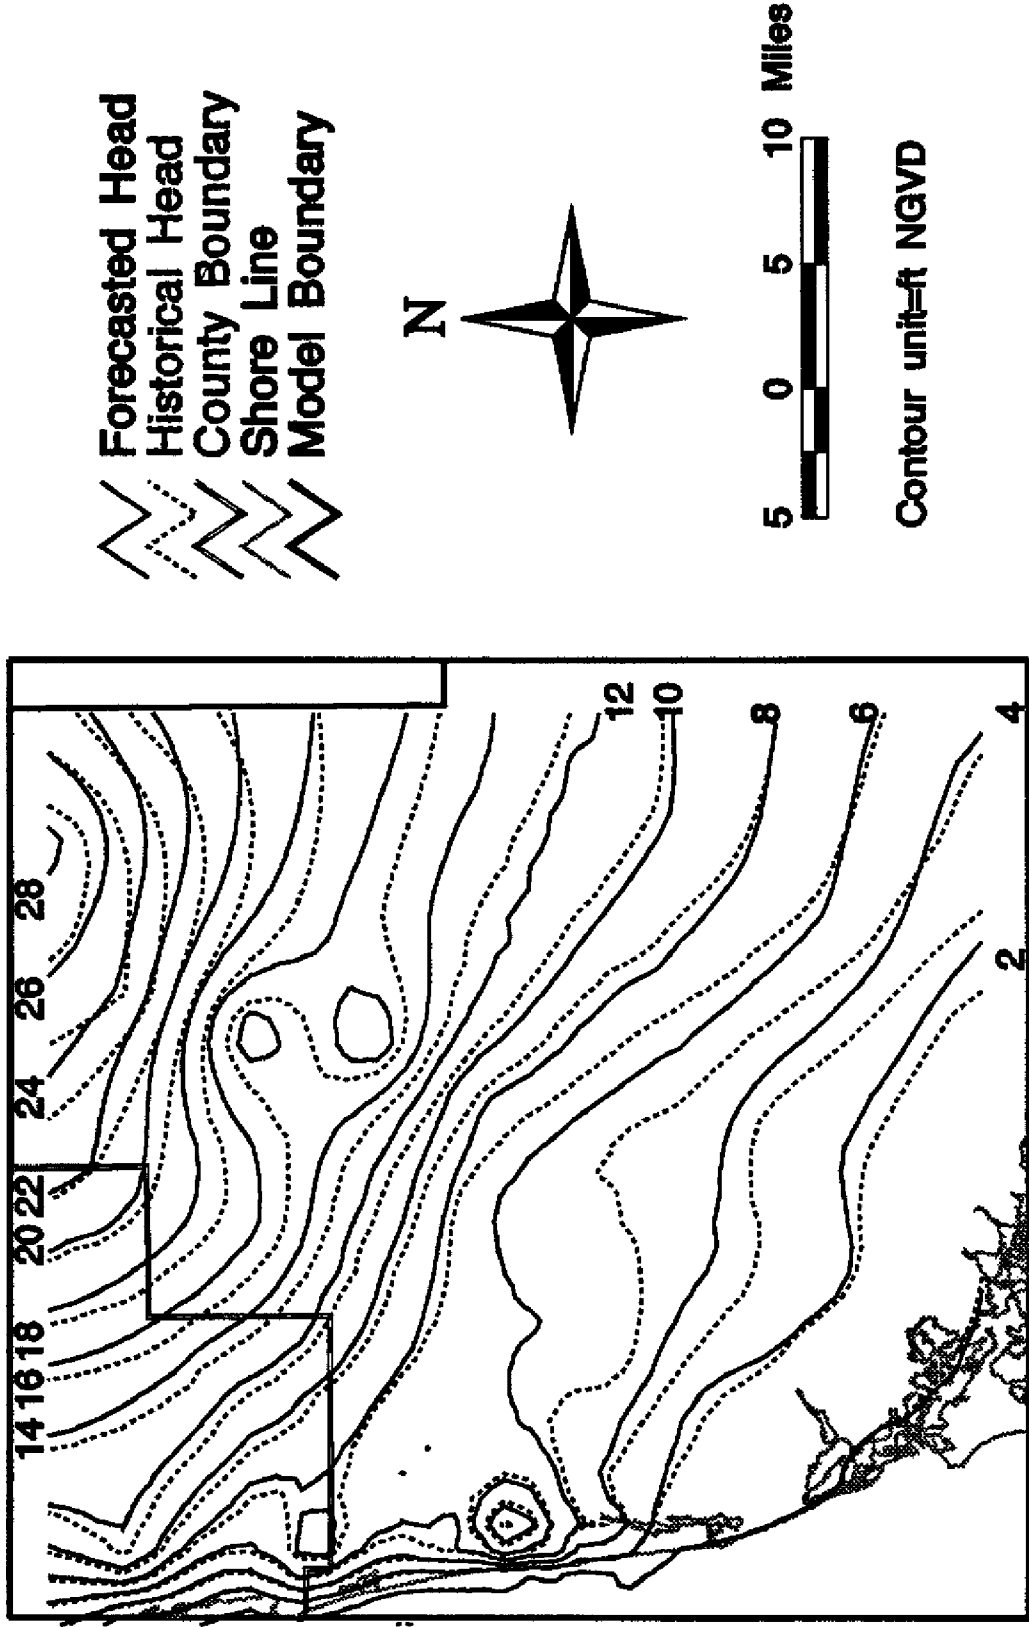 Forecasted Head
Historical Head
County Boundary
Shore Line
Model Boundary
N
5 0 5 10 Miles
Contour unit=ft NGVD
14 16 18 20 22 24 26 28
12
10
8
6
4
2